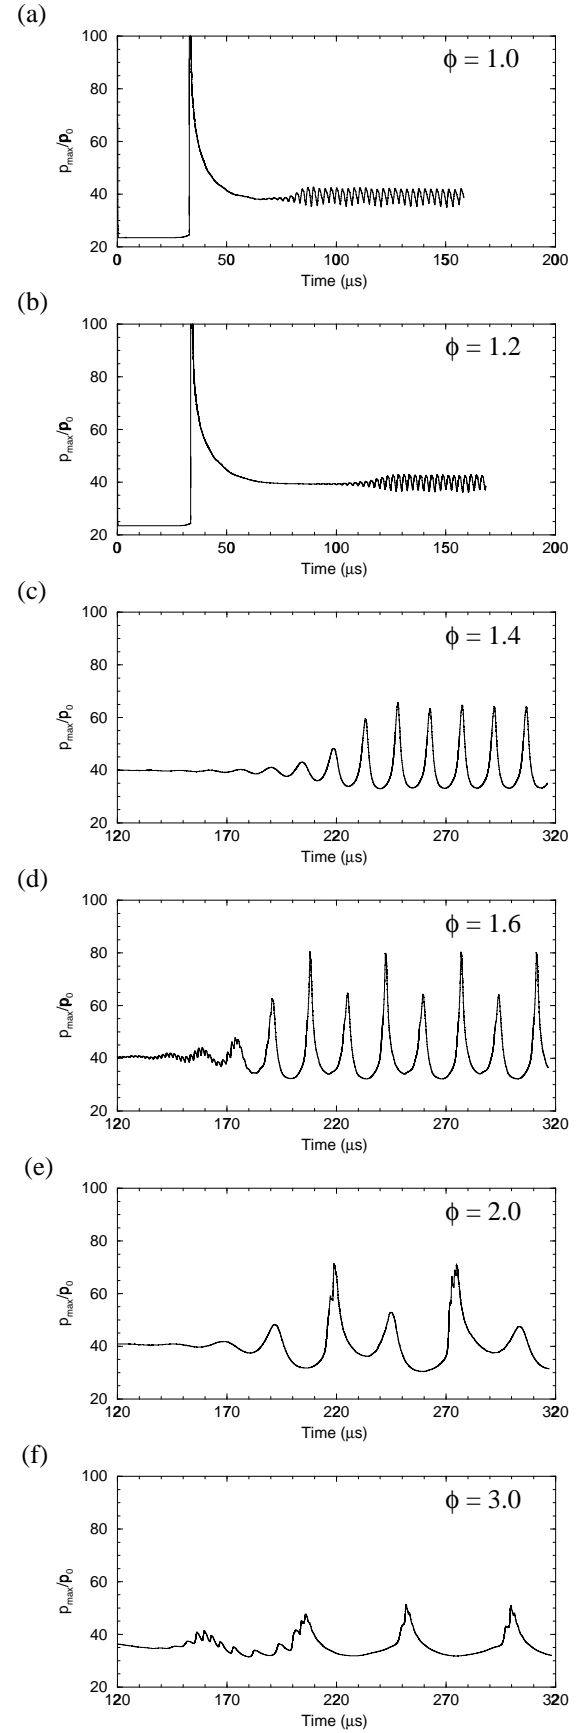 (a)
100
ϕ = 1.0
80
p_max/p_0
60
40
20
0 50 100 150 200
Time (μs)
(b)
100
ϕ = 1.2
80
p_max/p_0
60
40
20
0 50 100 150 200
Time (μs)
(c)
100
ϕ = 1.4
80
p_max/p_0
60
40
20
120 170 220 270 320
Time (μs)
(d)
100
ϕ = 1.6
80
p_max/p_0
60
40
20
120 170 220 270 320
Time (μs)
(e)
100
ϕ = 2.0
80
p_max/p_0
60
40
20
120 170 220 270 320
Time (μs)
(f)
100
ϕ = 3.0
80
p_max/p_0
60
40
20
120 170 220 270 320
Time (μs)